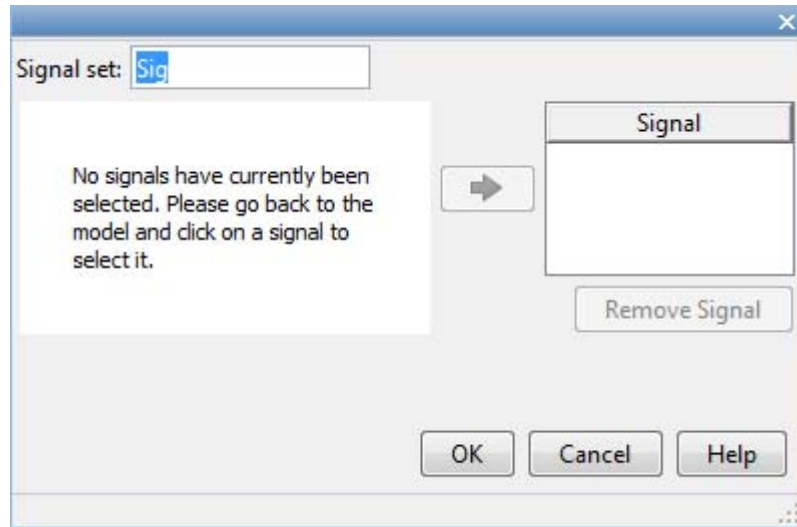 Signal set: Sig
No signals have currently been
selected. Please go back to the
model and click on a signal to
select it.
Signal
Remove Signal
OK
Cancel
Help